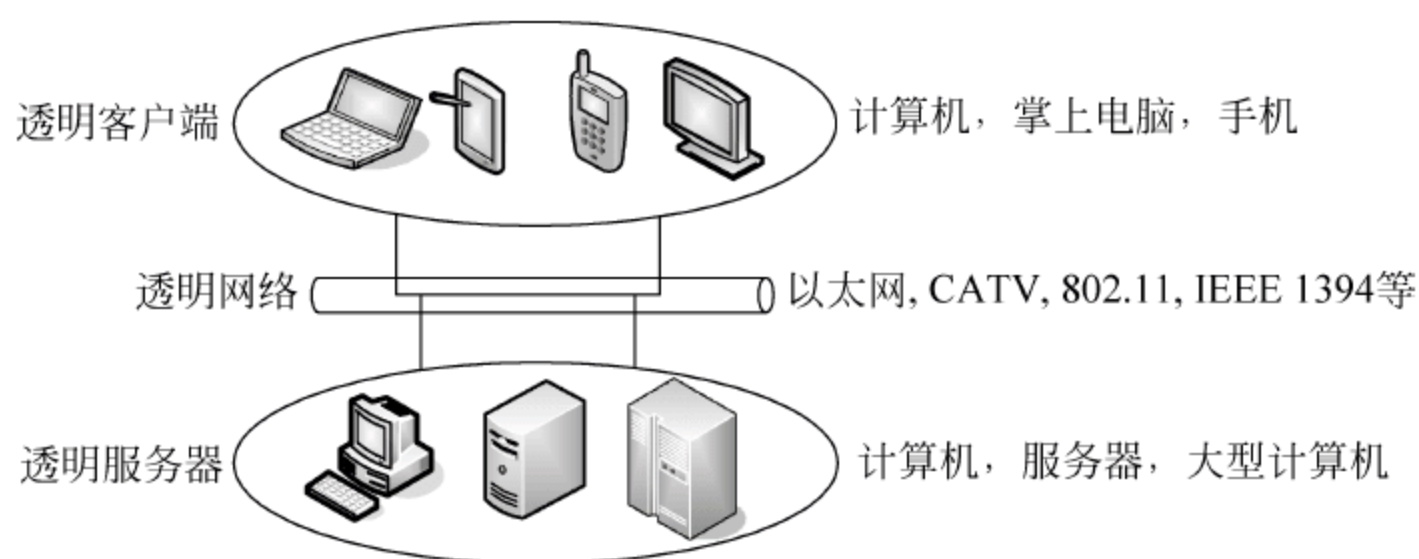 透明客户端
计算机，掌上电脑，手机
透明网络
以太网, CATV, 802.11, IEEE 1394等
透明服务器
计算机，服务器，大型计算机